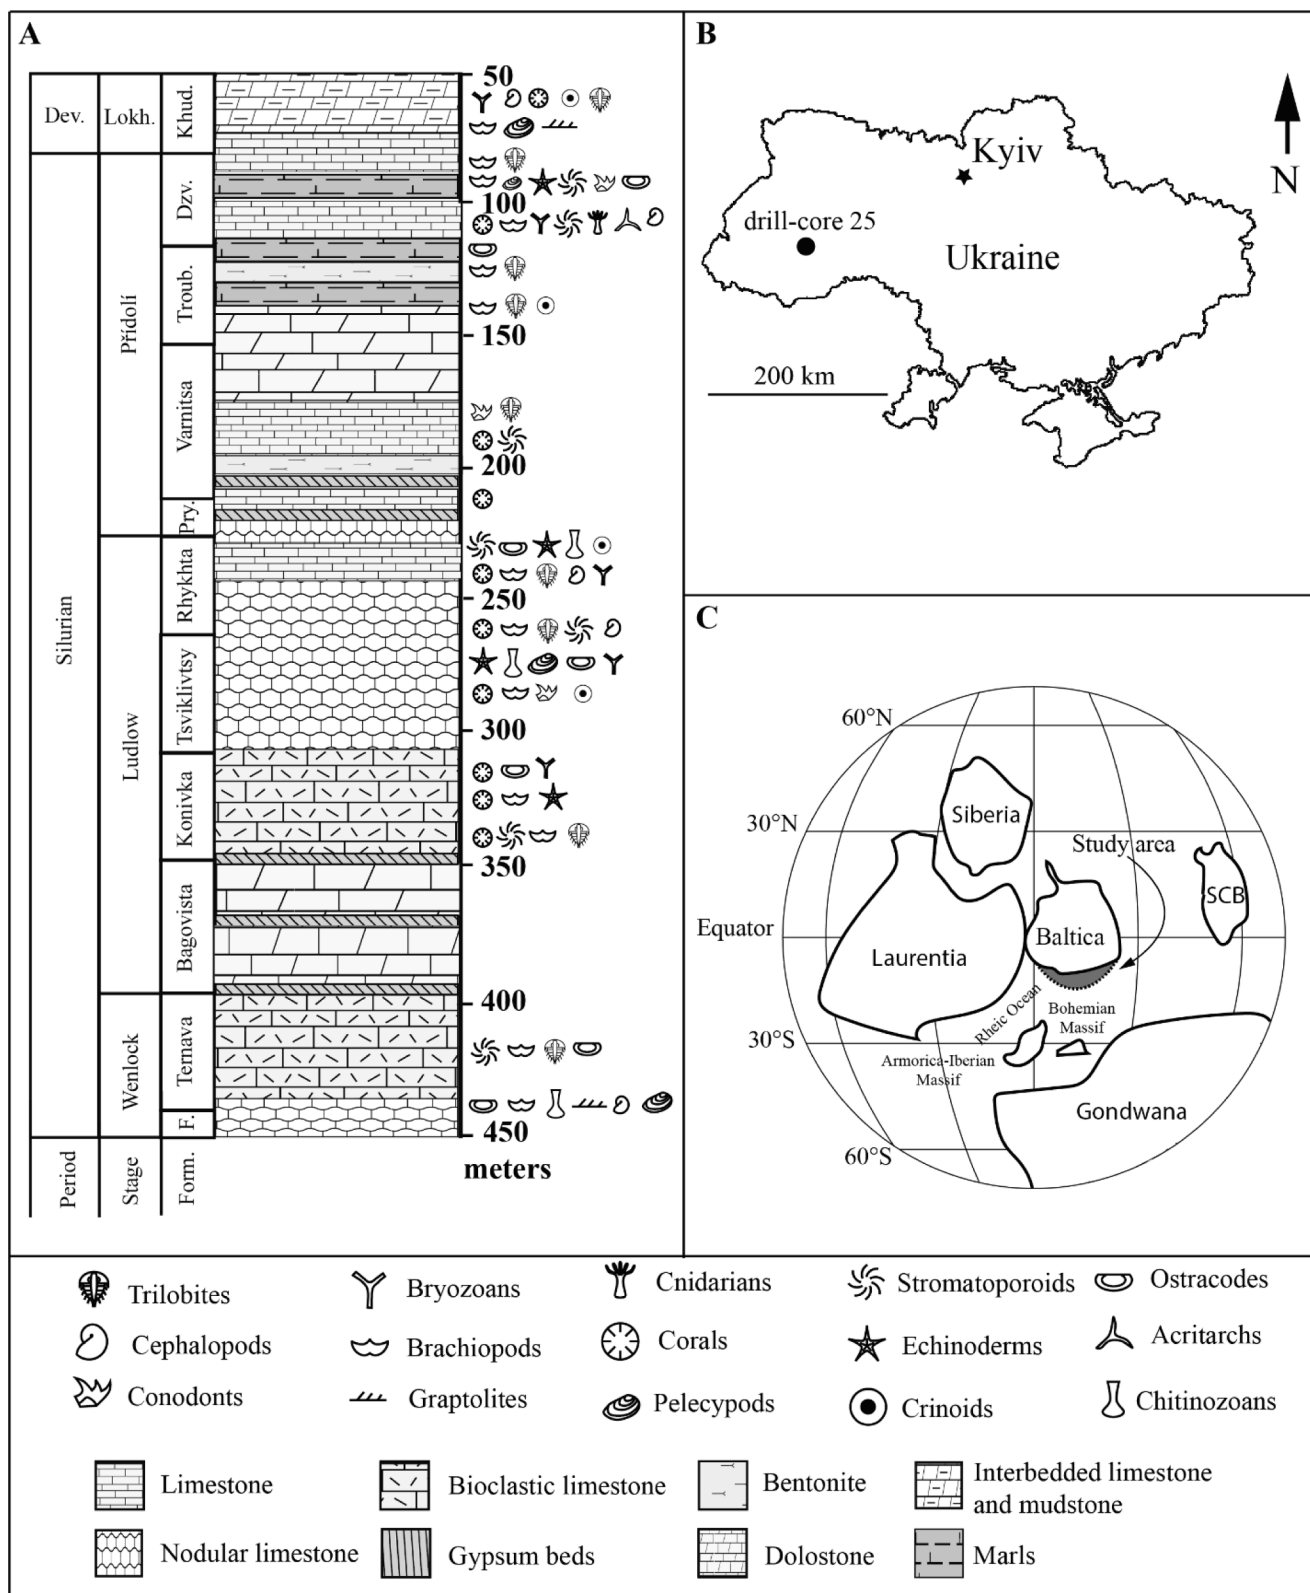 A
50
100
150
200
250
300
350
400
450
meters
Dev.
Lokh.
Khud.
Silurian
Přídolí
Dzv.
Troub.
Varnitsa
Pry.
Ludlow
Rhykhta
Tsviklivtsy
Konivka
Bagovista
Wenlock
Ternava
F.
Period
Stage
Form.
B
Kyiv
N
drill-core 25
Ukraine
200 km
C
60°N
30°N
Equator
30°S
60°S
Siberia
Study area
SCB
Laurentia
Baltica
Rheic Ocean
Bohemian
Massif
Armorica-Iberian
Massif
Gondwana
Trilobites
Bryozoans
Cnidarians
Stromatoporoids
Ostracodes
Cephalopods
Brachiopods
Corals
Echinoderms
Acritarchs
Conodonts
Graptolites
Pelecypods
Crinoids
Chitinozoans
Limestone
Bioclastic limestone
Bentonite
Interbedded limestone
and mudstone
Nodular limestone
Gypsum beds
Dolostone
Marls